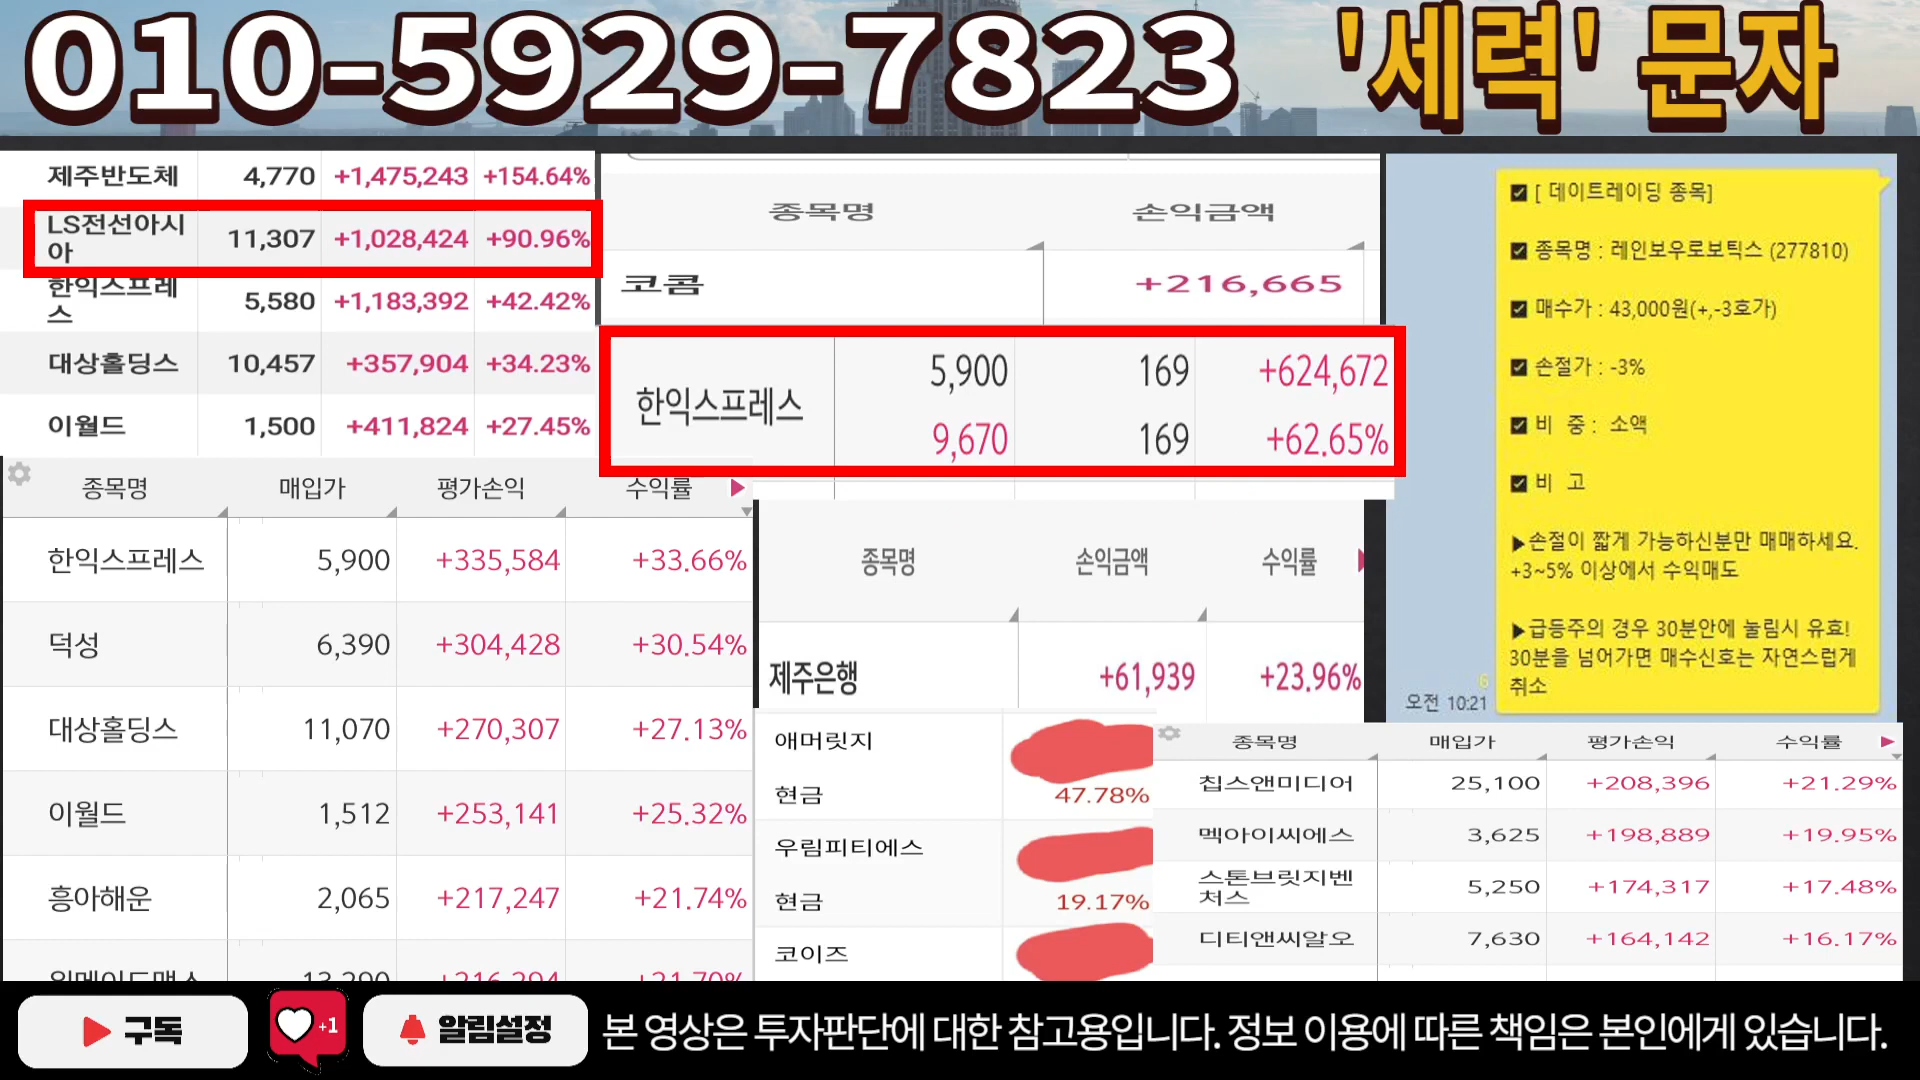 010-5929-7823 '세력' 문자
제주반도체 4,770 +1,475,243 +154.64%
LS전선아시아 11,307 +1,028,424 +90.96%
한익스프레스 5,580 +1,183,392 +42.42%
대상홀딩스 10,457 +357,904 +34.23%
이월드 1,500 +411,824 +27.45%
종목명 손익금액
코콤 +216,665
한익스프레스 5,900 169 +624,672
9,670 169 +62.65%
종목명 매입가 평가손익 수익률
한익스프레스 5,900 +335,584 +33.66%
덕성 6,390 +304,428 +30.54%
대상홀딩스 11,070 +270,307 +27.13%
이월드 1,512 +253,141 +25.32%
흥아해운 2,065 +217,247 +21.74%
종목명 손익금액 수익률
제주은행 +61,939 +23.96%
애머릿지
현금 47.78%
우림피티에스
현금 19.17%
코이즈
[ 데이트레이딩 종목]
종목명 : 레인보우로보틱스 (277810)
매수가 : 43,000원(+,-3호가)
손절가 : -3%
비 중 : 소액
비 고
▶손절이 짧게 가능하신분만 매매하세요.
+3~5% 이상에서 수익매도
▶급등주의 경우 30분안에 눌림시 유효!
30분을 넘어가면 매수신호는 자연스럽게
취소
6
오전 10:21
종목명 매입가 평가손익 수익률
칩스앤미디어 25,100 +208,396 +21.29%
멕아이씨에스 3,625 +198,889 +19.95%
스톤브릿지벤처스 5,250 +174,317 +17.48%
디티앤씨알오 7,630 +164,142 +16.17%
구독 +1 알림설정 본 영상은 투자판단에 대한 참고용입니다. 정보 이용에 따른 책임은 본인에게 있습니다.